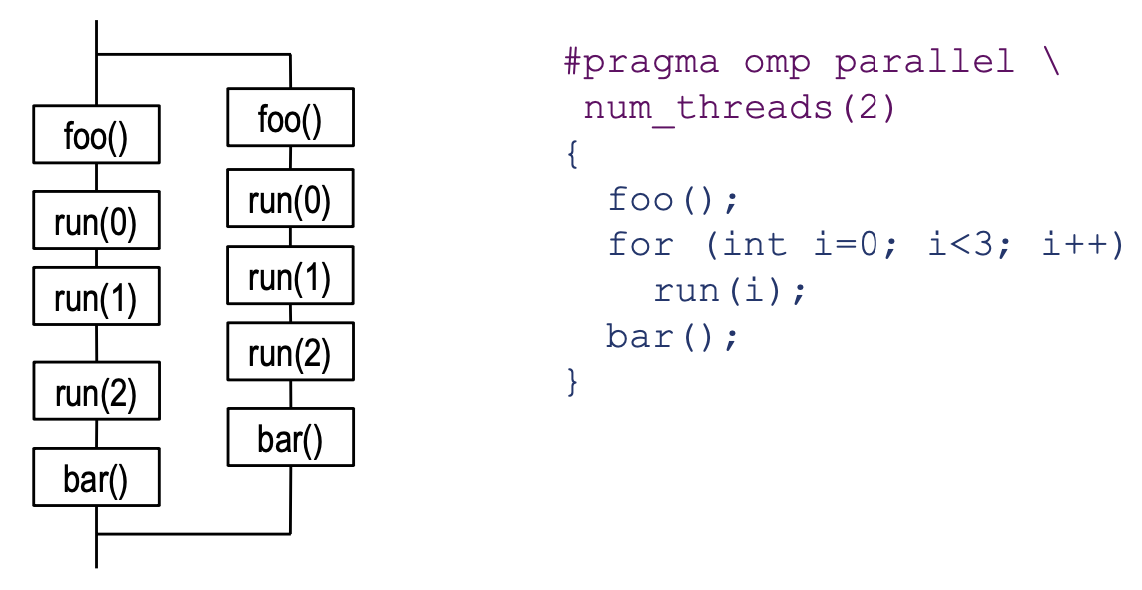 foo()
run(0)
run(1)
run(2)
bar()
foo()
run(0)
run(1)
run(2)
bar()
#pragma omp parallel \
 num_threads(2)
{
  foo();
  for (int i=0; i<3; i++)
    run(i);
  bar();
}